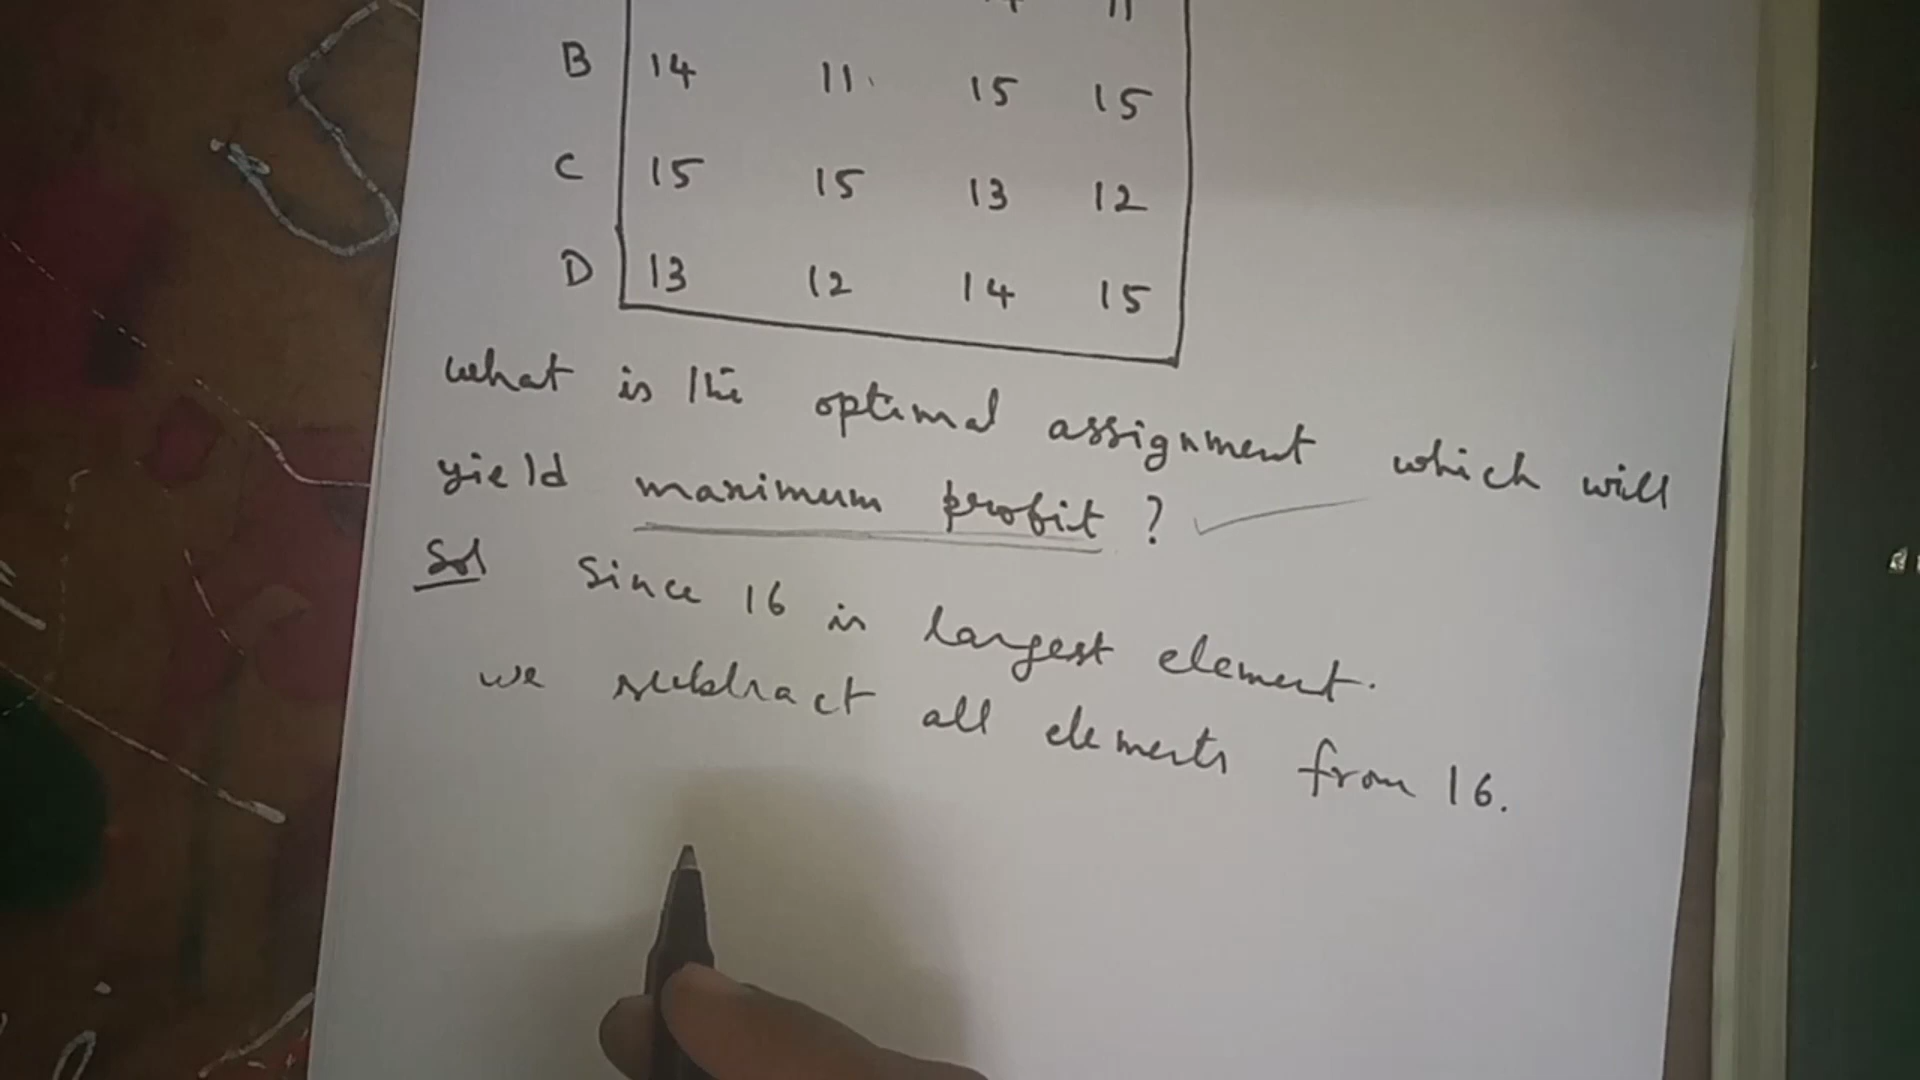 11
B 14 11 15 15
C 15 15 13 12
D 13 12 14 15
what is the optimal assignment which will
yield maximum profit ?
Sol Since 16 is largest element.
we subtract all elements from 16.